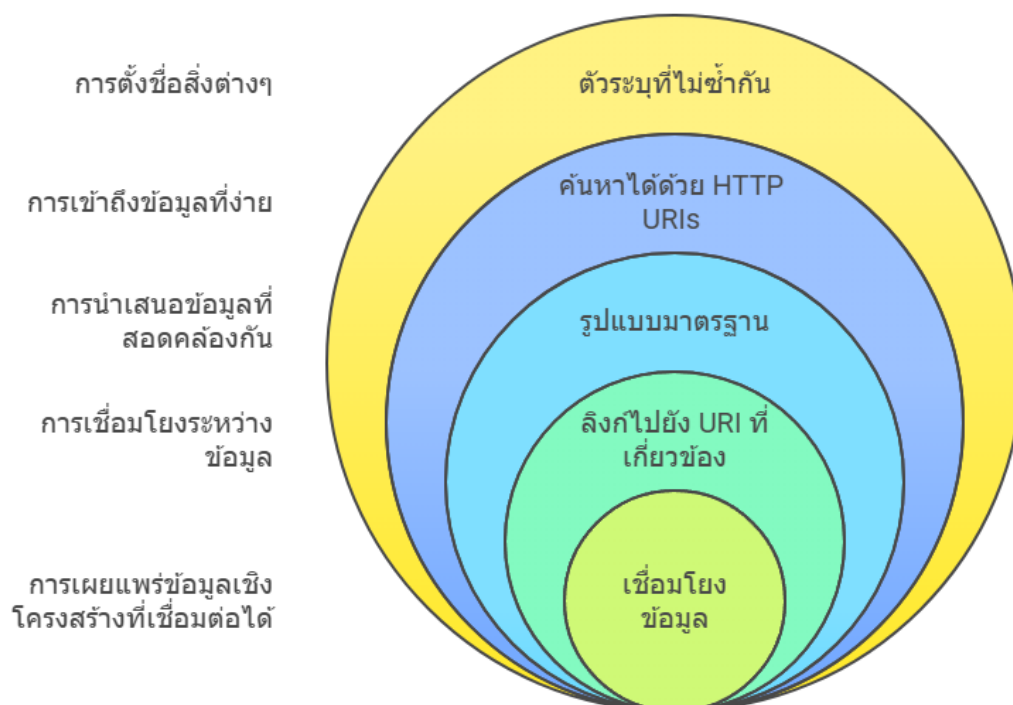 การตั้งชื่อสิ่งต่างๆ
ตัวระบุที่ไม่ซ้ำกัน
การเข้าถึงข้อมูลที่ง่าย
ค้นหาได้ด้วย HTTP
URIs
การนำเสนอข้อมูลที่
สอดคล้องกัน
รูปแบบมาตรฐาน
การเชื่อมโยงระหว่าง
ข้อมูล
ลิงก์ไปยัง URI ที่
เกี่ยวข้อง
การเผยแพร่ข้อมูลเชิง
โครงสร้างที่เชื่อมต่อได้
เชื่อมโยง
ข้อมูล